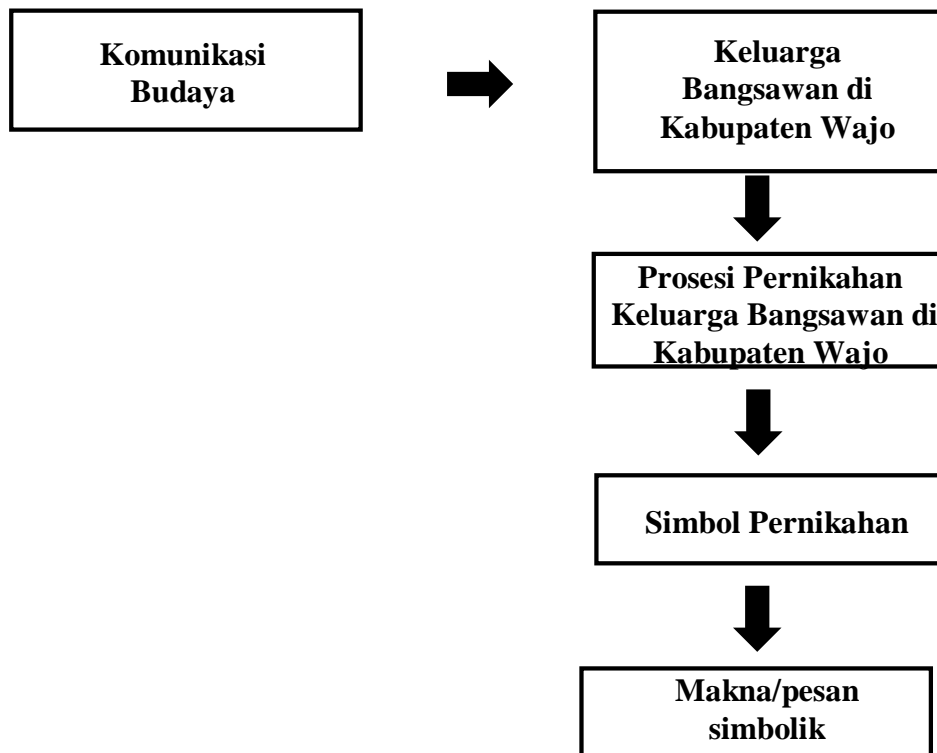 Komunikasi
Budaya
Keluarga
Bangsawan di
Kabupaten Wajo
Prosesi Pernikahan
Keluarga Bangsawan di
Kabupaten Wajo
Simbol Pernikahan
Makna/pesan
simbolik